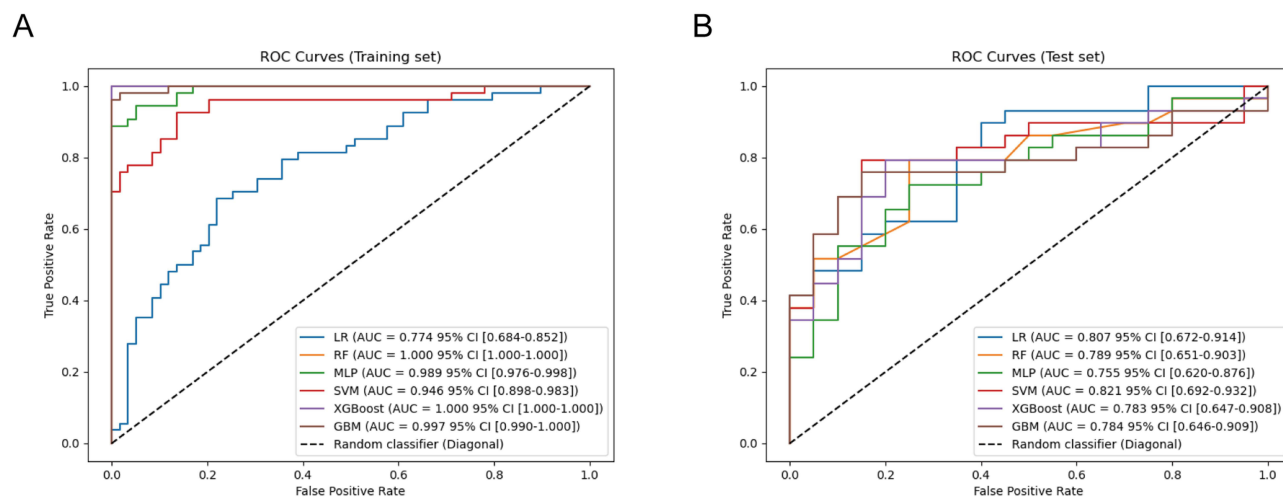 A
ROC Curves (Training set)
True Positive Rate
1.0
0.8
0.6
0.4
0.2
0.0
LR (AUC = 0.774 95% CI [0.684-0.852])
RF (AUC = 1.000 95% CI [1.000-1.000])
MLP (AUC = 0.989 95% CI [0.976-0.998])
SVM (AUC = 0.946 95% CI [0.898-0.983])
XGBoost (AUC = 1.000 95% CI [1.000-1.000])
GBM (AUC = 0.997 95% CI [0.990-1.000])
Random classifier (Diagonal)
0.0 0.2 0.4 0.6 0.8 1.0
False Positive Rate
B
ROC Curves (Test set)
True Positive Rate
1.0
0.8
0.6
0.4
0.2
0.0
LR (AUC = 0.807 95% CI [0.672-0.914])
RF (AUC = 0.789 95% CI [0.651-0.903])
MLP (AUC = 0.755 95% CI [0.620-0.876])
SVM (AUC = 0.821 95% CI [0.692-0.932])
XGBoost (AUC = 0.783 95% CI [0.647-0.908])
GBM (AUC = 0.784 95% CI [0.646-0.909])
Random classifier (Diagonal)
0.0 0.2 0.4 0.6 0.8 1.0
False Positive Rate